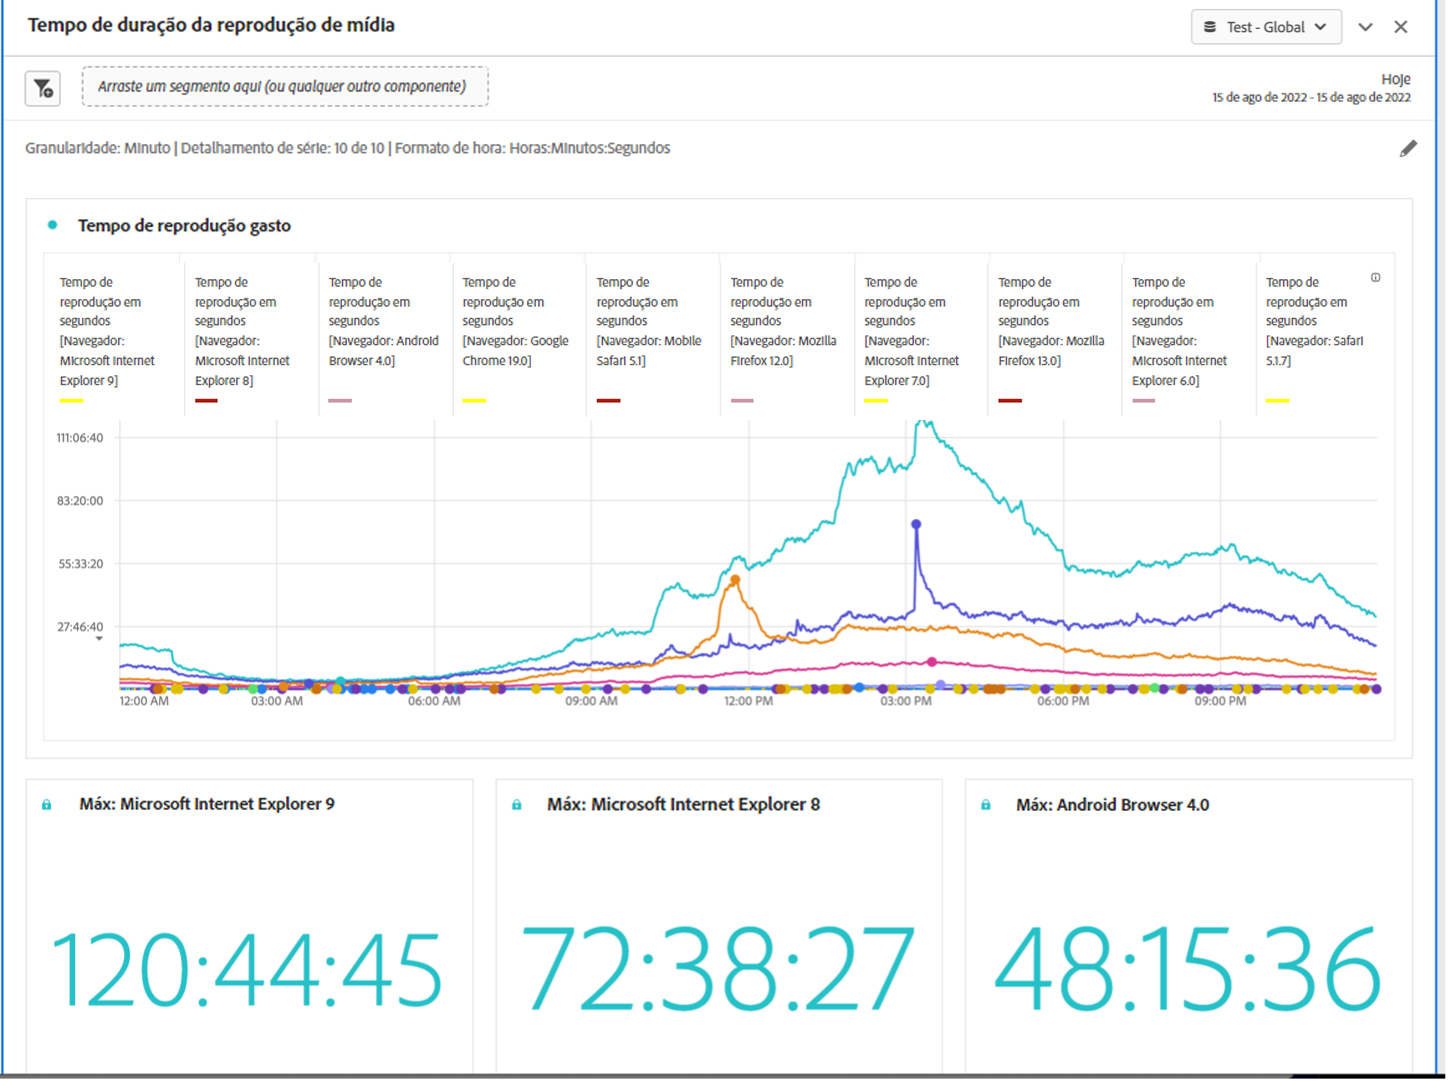 Tempo de duração da reprodução de mídia
Test - Global
Arraste um segmento aqui (ou qualquer outro componente)
Hoje
15 de ago de 2022 - 15 de ago de 2022
Granularidade: Minuto | Detalhamento de série: 10 de 10 | Formato de hora: Horas:Minutos:Segundos
Tempo de reprodução gasto
Tempo de
reprodução em
segundos
[Navegador:
Microsoft Internet
Explorer 9]
Tempo de
reprodução em
segundos
[Navegador:
Microsoft Internet
Explorer 8]
Tempo de
reprodução em
segundos
[Navegador: Android
Browser 4.0]
Tempo de
reprodução em
segundos
[Navegador: Google
Chrome 19.0]
Tempo de
reprodução em
segundos
[Navegador: Mobile
Safari 5.1]
Tempo de
reprodução em
segundos
[Navegador: Mozilla
Firefox 12.0]
Tempo de
reprodução em
segundos
[Navegador:
Microsoft Internet
Explorer 7.0]
Tempo de
reprodução em
segundos
[Navegador: Mozilla
Firefox 13.0]
Tempo de
reprodução em
segundos
[Navegador:
Microsoft Internet
Explorer 6.0]
Tempo de
reprodução em
segundos
[Navegador: Safari
5.1.7]
111:06:40
83:20:00
55:33:20
27:46:40
12:00 AM
03:00 AM
06:00 AM
09:00 AM
12:00 PM
03:00 PM
06:00 PM
09:00 PM
Máx: Microsoft Internet Explorer 9
120:44:45
Máx: Microsoft Internet Explorer 8
72:38:27
Máx: Android Browser 4.0
48:15:36